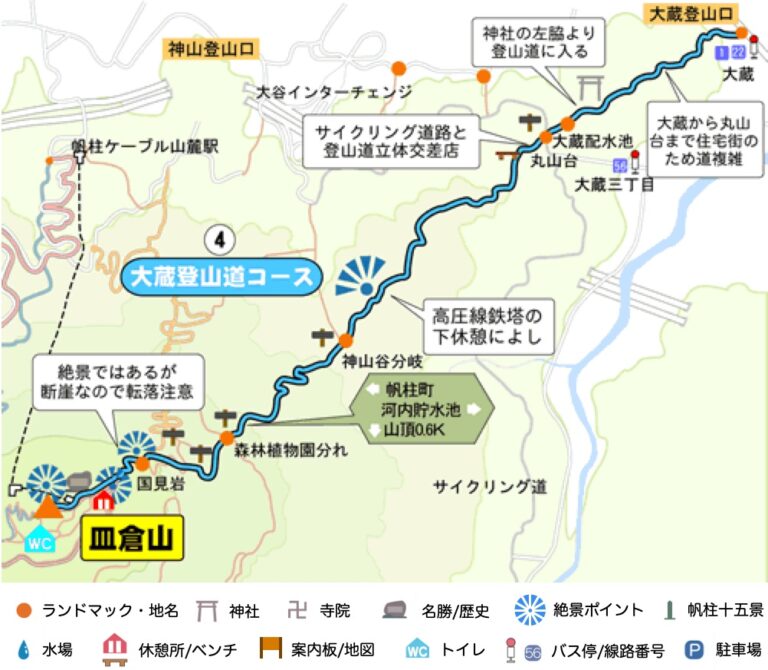 大蔵登山口
神社の左脇より
登山道に入る
神山登山口
1
22
大蔵
大谷インターチェンジ
サイクリング道路と
登山道立体交差店
大蔵配水池
丸山台
大蔵から丸山
台まで住宅街の
ため道複雑
帆柱ケーブル山麓駅
56
大蔵三丁目
4
大蔵登山道コース
高圧線鉄塔の
下休憩によし
神山谷分岐
絶景ではあるが
断崖なので転落注意
帆柱町
河内貯水池
山頂0.6K
森林植物園分れ
国見岩
サイクリング道
皿倉山
WC
ランドマック・地名
神社
寺院
名勝/歴史
絶景ポイント
帆柱十五景
水場
休憩所/ベンチ
案内板/地図
WC
トイレ
56
バス停/線路番号
P
駐車場